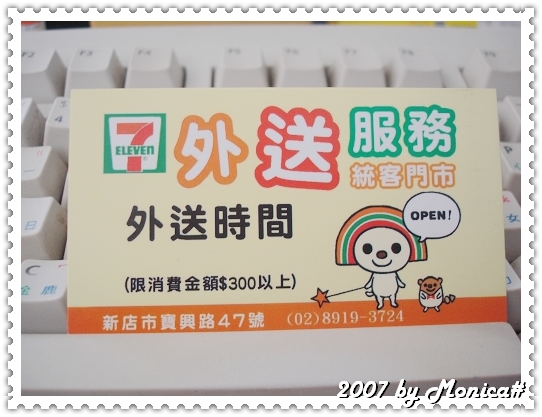 7
ELEVEN
外送服務
統客門市
外送時間
OPEN!
(限消費金額$300以上)
新店市寶興路47號 (02)8919-3724
2007 by Monica#